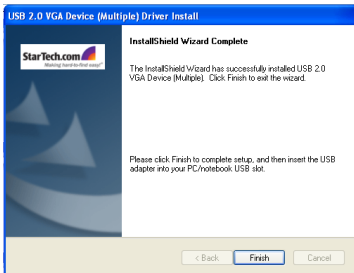 USB 2.0 VGA Device (Multiple) Driver Install
StarTech.com
Making hard-to-find easy!"
InstallShield Wizard Complete
The InstallShield Wizard has successfully installed USB 2.0
VGA Device (Multiple). Click Finish to exit the wizard.
Please click Finish to complete setup, and then insert the USB
adapter into your PC/notebook USB slot.
< Back
Finish
Cancel